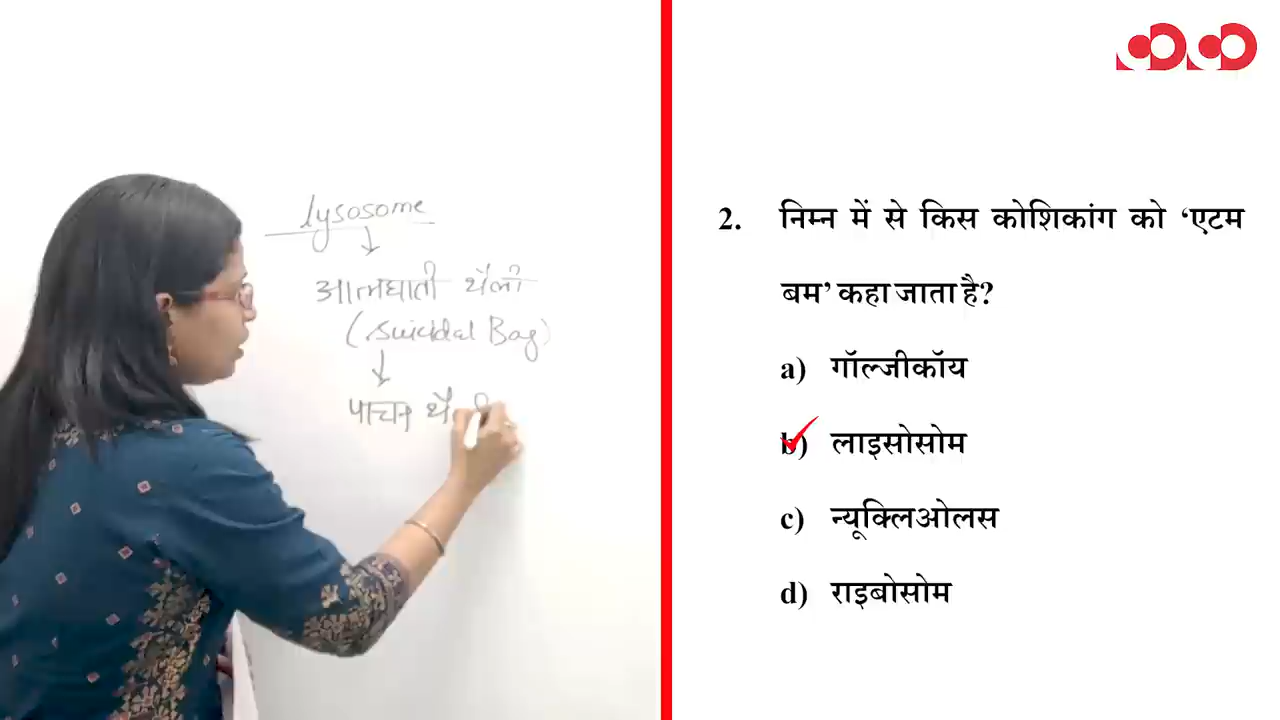 lysosome
आत्मघाती थैली
(suicidal Bag)
पाचन
2. निम्न में से किस कोशिकांग को ‘एटम
बम’ कहा जाता है?
a) गॉल्जीकॉय
b) लाइसोसोम
c) न्यूक्लिओलस
d) राइबोसोम